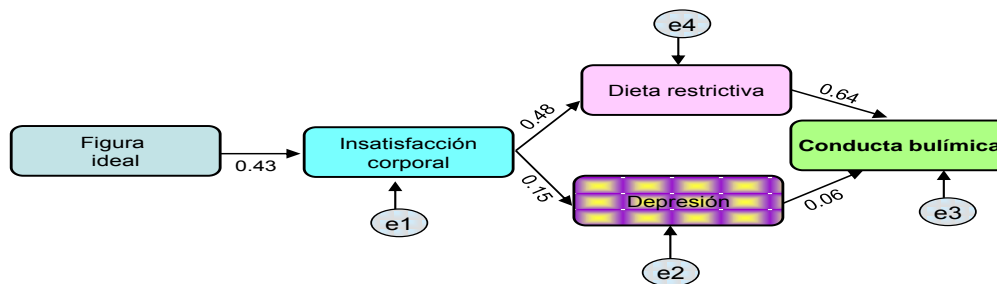 e4
Dieta restrictiva
0.64
0.48
Figura
ideal
0.43
Insatisfacción
corporal
Conducta bulímica
0.15
Depresión
0.06
e1
e2
e3